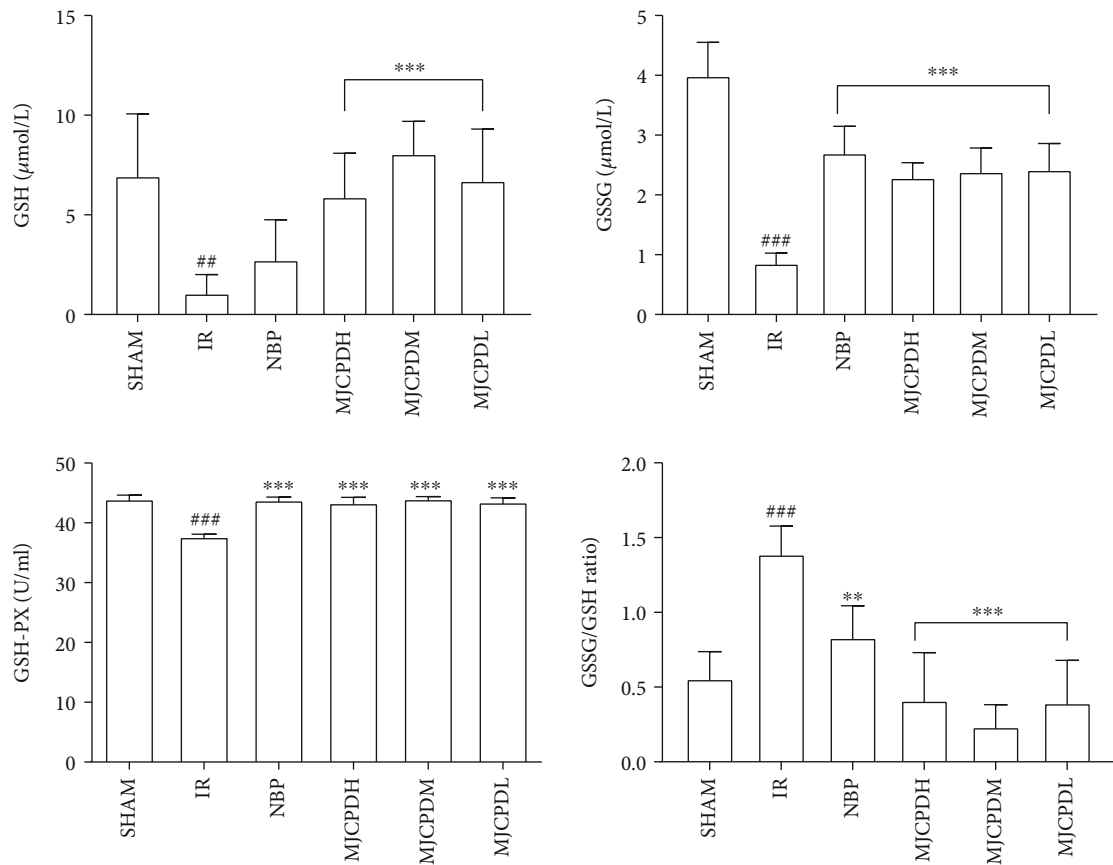 GSH (μmol/L)
15
10
5
0
##
***
SHAM
IR
NBP
MJCPDH
MJCPDM
MJCPDL
GSSG (μmol/L)
5
4
3
2
1
0
###
***
SHAM
IR
NBP
MJCPDH
MJCPDM
MJCPDL
GSH-PX (U/ml)
50
40
30
20
10
0
###
***
***
***
***
SHAM
IR
NBP
MJCPDH
MJCPDM
MJCPDL
GSSG/GSH ratio)
2.0
1.5
1.0
0.5
0.0
###
**
***
SHAM
IR
NBP
MJCPDH
MJCPDM
MJCPDL